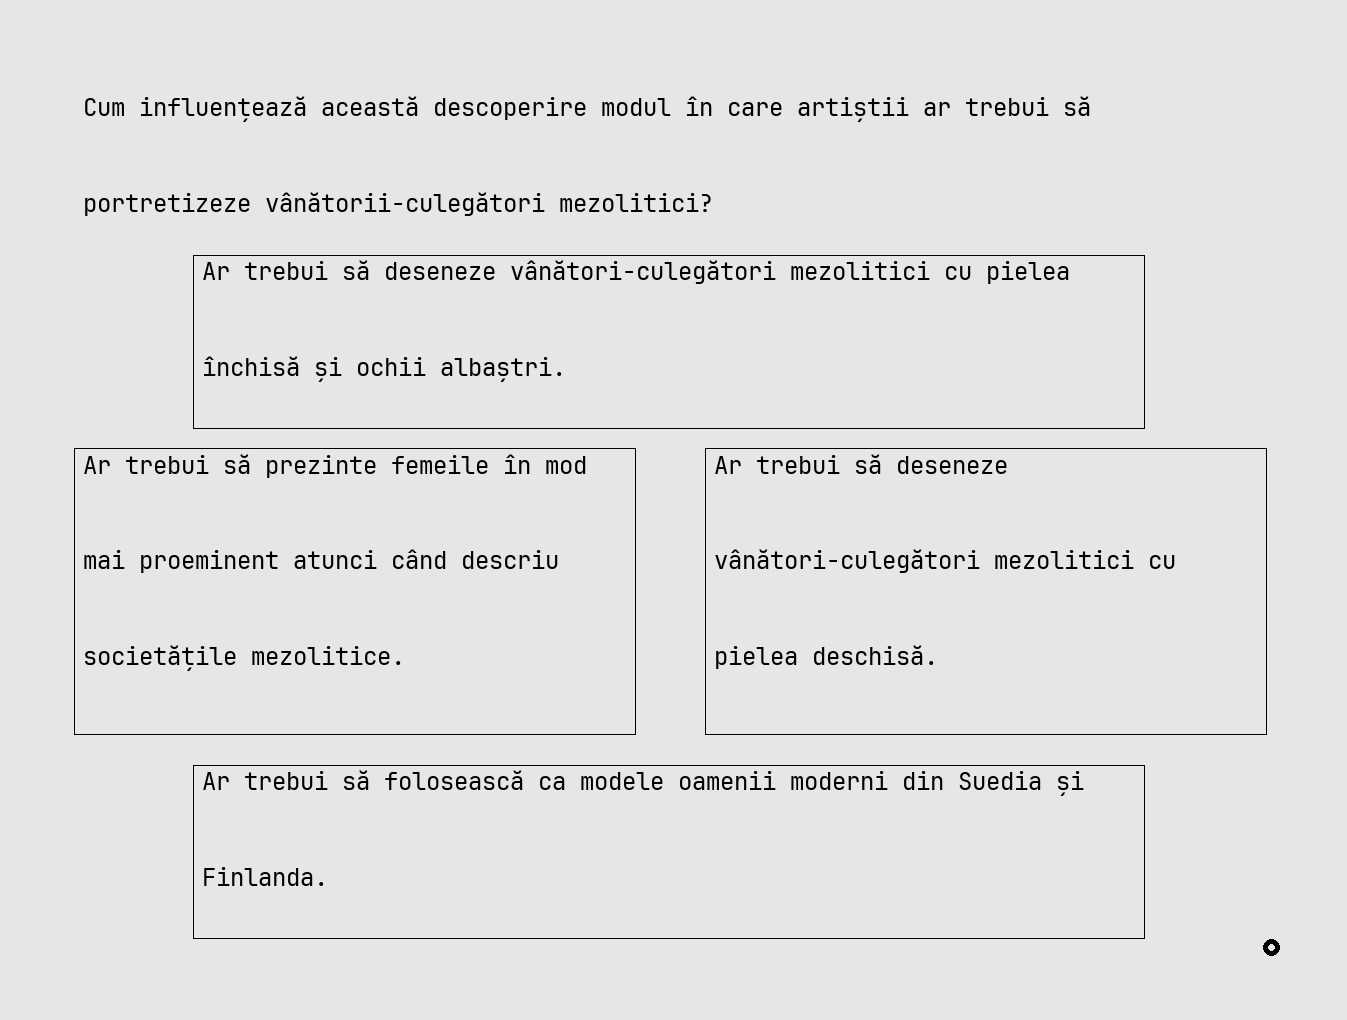 Cum influențează această descoperire modul în care artiștii ar trebui să
portretizeze vânătorii-culegători mezolitici?
Ar trebui să deseneze vânători-culegători mezolitici cu pielea
închisă și ochii albaștri.
Ar trebui să prezinte femeile în mod
mai proeminent atunci când descriu
societățile mezolitice.
Ar trebui să deseneze
vânători-culegători mezolitici cu
pielea deschisă.
Ar trebui să folosească ca modele oamenii moderni din Suedia și
Finlanda.